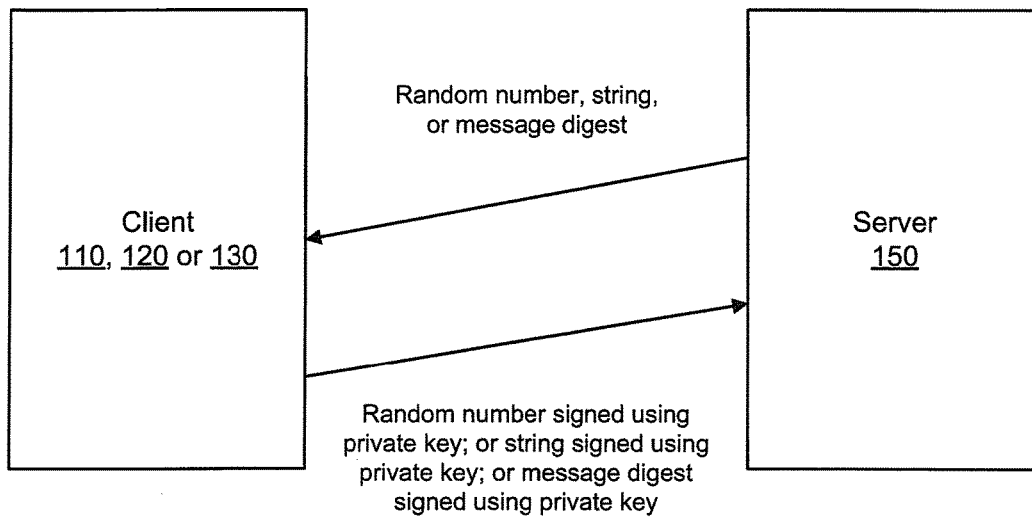 Random number, string,
or message digest
Client
110, 120 or 130
Server
150
Random number signed using
private key; or string signed using
private key; or message digest
signed using private key